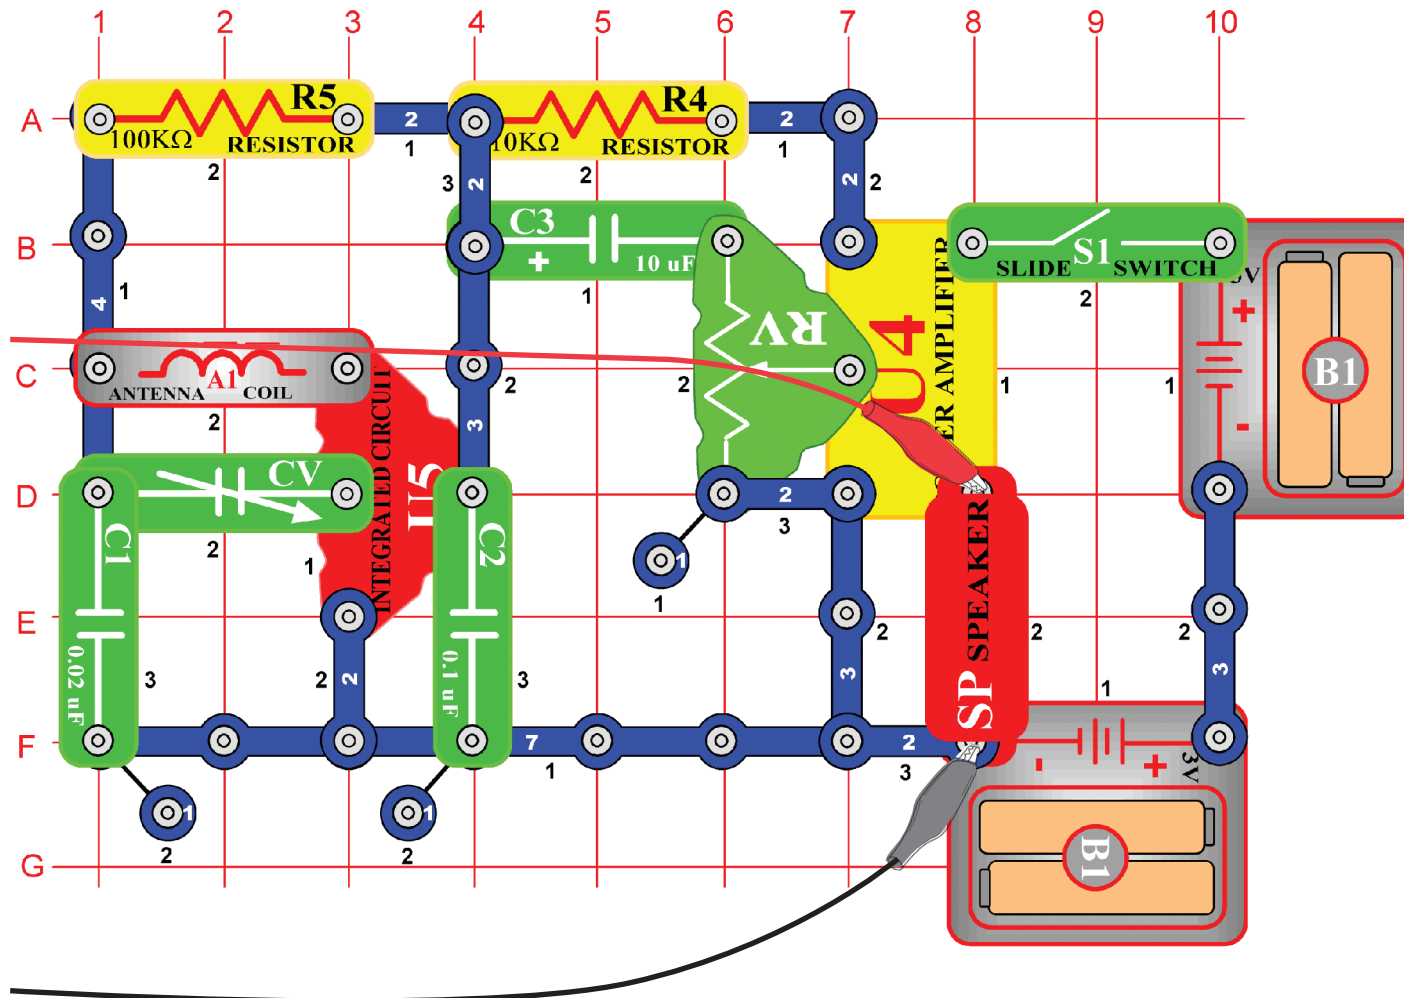 1 2 3 4 5 6 7 8 9 10
A
R5
100KΩ RESISTOR
2
2
1
R4
10KΩ RESISTOR
2
2
1
3
2
2
2
B
C3
+
10 uF
1
S1
SLIDE SWITCH
2
4
1
C
A1
ANTENNA COIL
2
INTEGRATED CIRCUIT
U5
1
3
2
RV
2
U4
ER AMPLIFIER
1
3V
+
-
B1
1
D
CV
2
C1
0.02 uF
3
C2
0.1 uF
3
2
3
1
1
SP SPEAKER
2
E
2
2
3
2
2
3
F
7
1
2
3
1
-
+
3V
B1
1
2
1
2
G